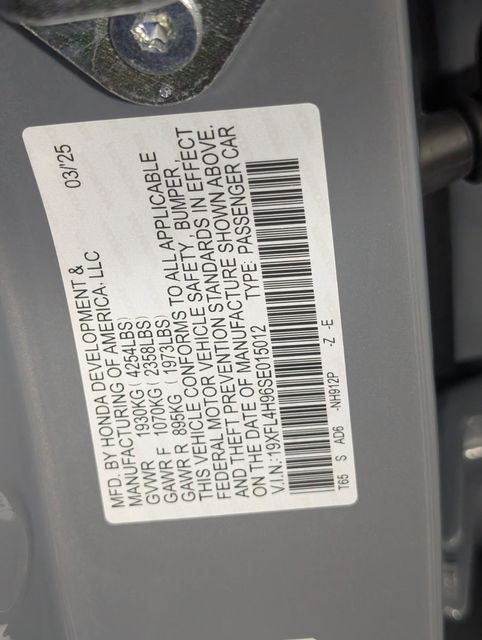 MFD. BY HONDA DEVELOPMENT & 03/'25
MANUFACTURING OF AMERICA, LLC
GVWR 1930KG (4254LBS)
GAWR F 1070KG (2358LBS)
GAWR R 895KG (1973LBS)
THIS VEHICLE CONFORMS TO ALL APPLICABLE
FEDERAL MOTOR VEHICLE SAFETY, BUMPER,
AND THEFT PREVENTION STANDARDS IN EFFECT
ON THE DATE OF MANUFACTURE SHOWN ABOVE.
V.I.N.:19XFL4H96SE015012 TYPE: PASSENGER CAR
T65 S AD6 -NH912P -Z -E